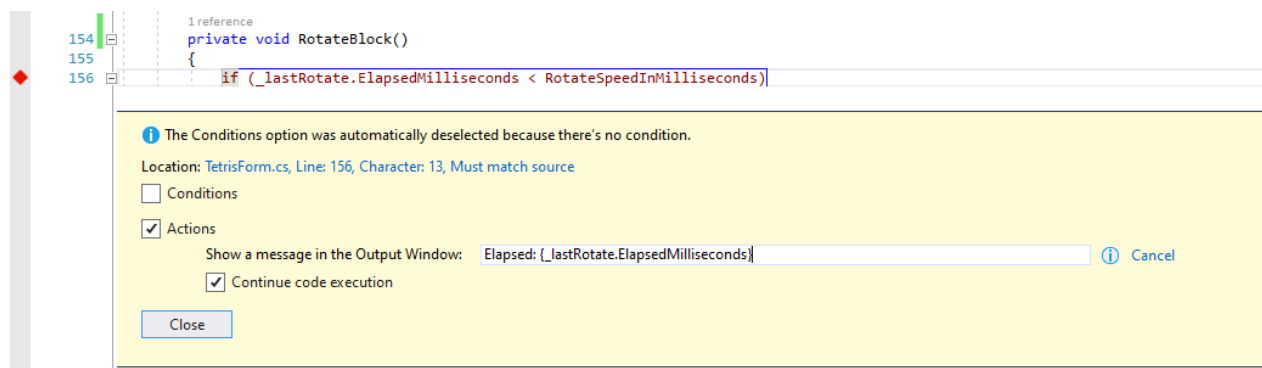 1 reference
154 private void RotateBlock()
155 {
156 if (_lastRotate.ElapsedMilliseconds < RotateSpeedInMilliseconds)
The Conditions option was automatically deselected because there's no condition.
Location: TetrisForm.cs, Line: 156, Character: 13, Must match source
Conditions
Actions
Show a message in the Output Window: Elapsed: {_lastRotate.ElapsedMilliseconds} Cancel
Continue code execution
Close